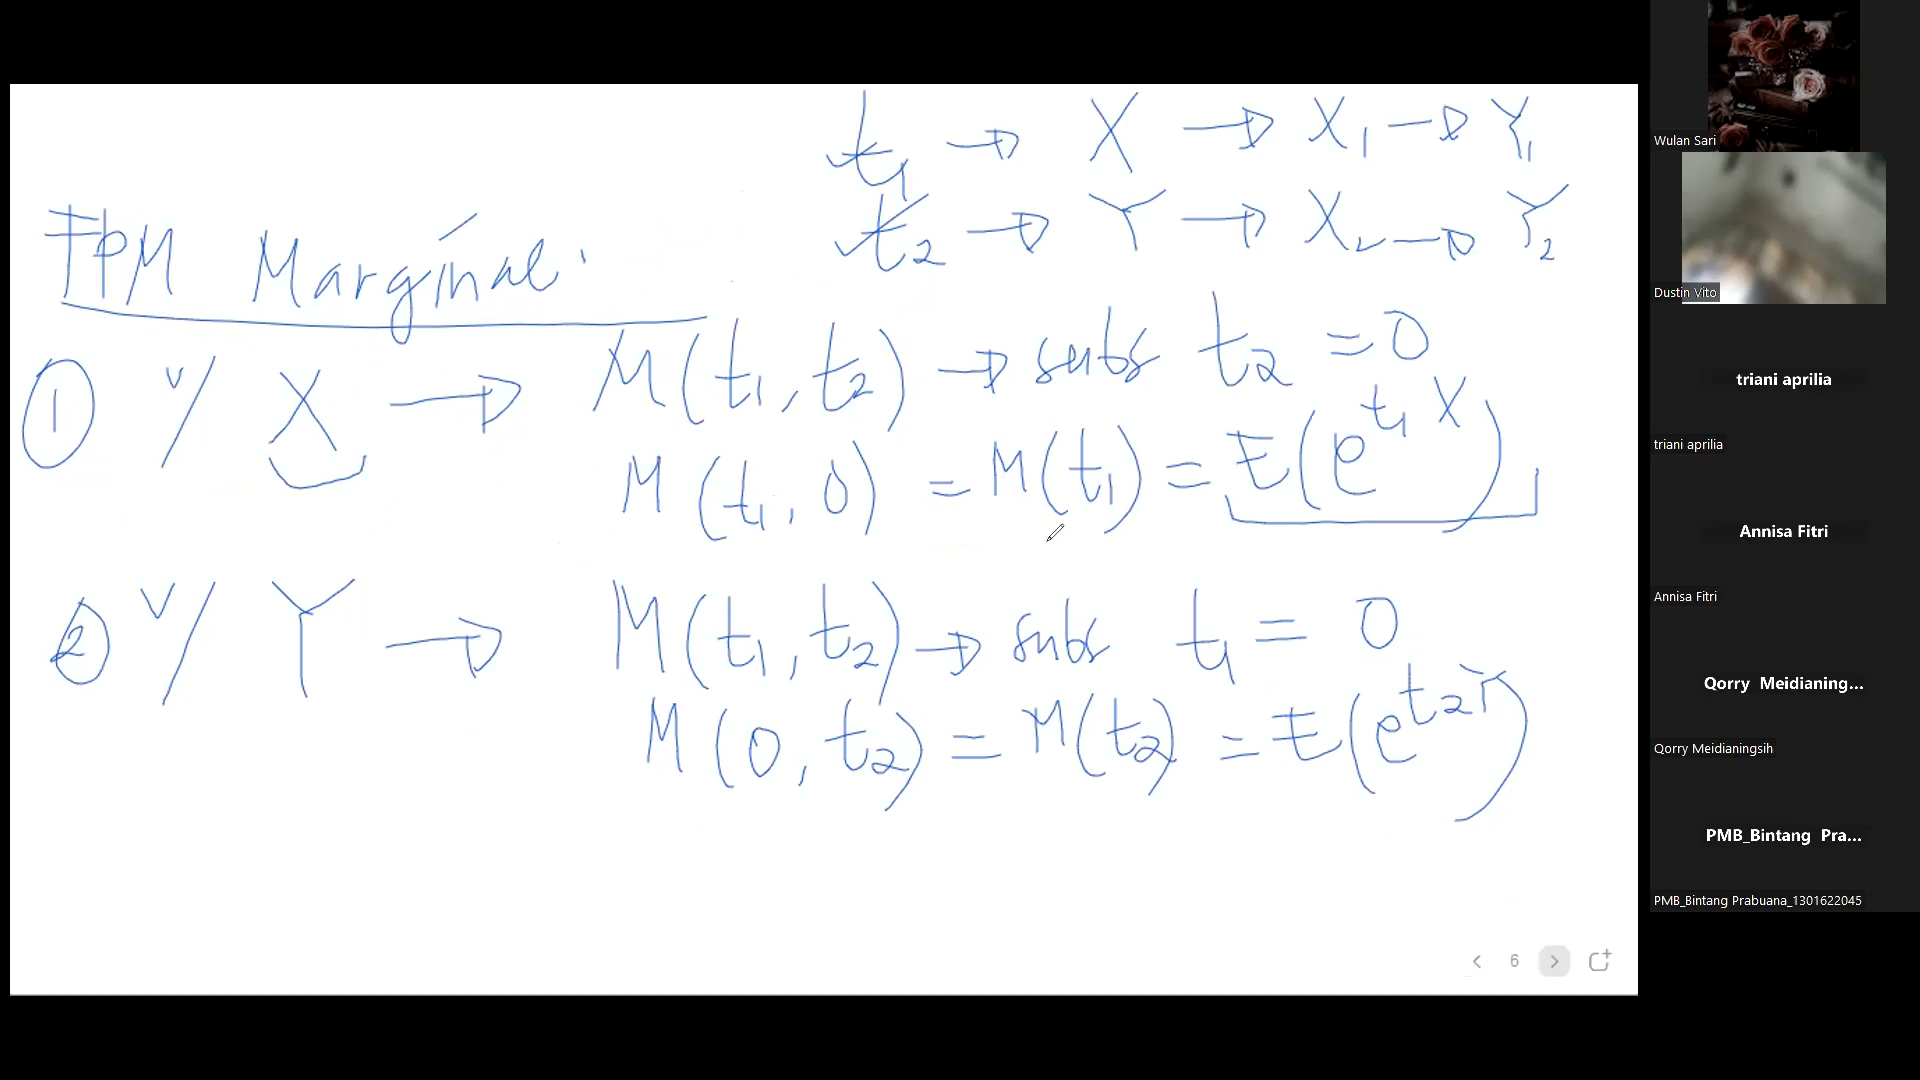 t₁ → X → X₁ → Y₁
t₂ → Y → X₂ → Y₂
FPM Marginal.
① u/ X → M(t₁, t₂) → subs t₂ = 0
M(t₁, 0) = M(t₁) = E(e^{t₁X})
② u/ Y → M(t₁, t₂) → subs t₁ = 0
M(0, t₂) = M(t₂) = E(e^{t₂Y})
6
Wulan Sari
Dustin Vito
triani aprilia
triani aprilia
Annisa Fitri
Annisa Fitri
Qorry Meidianing...
Qorry Meidianingsih
PMB_Bintang Pra...
PMB_Bintang Prabuana_1301622045